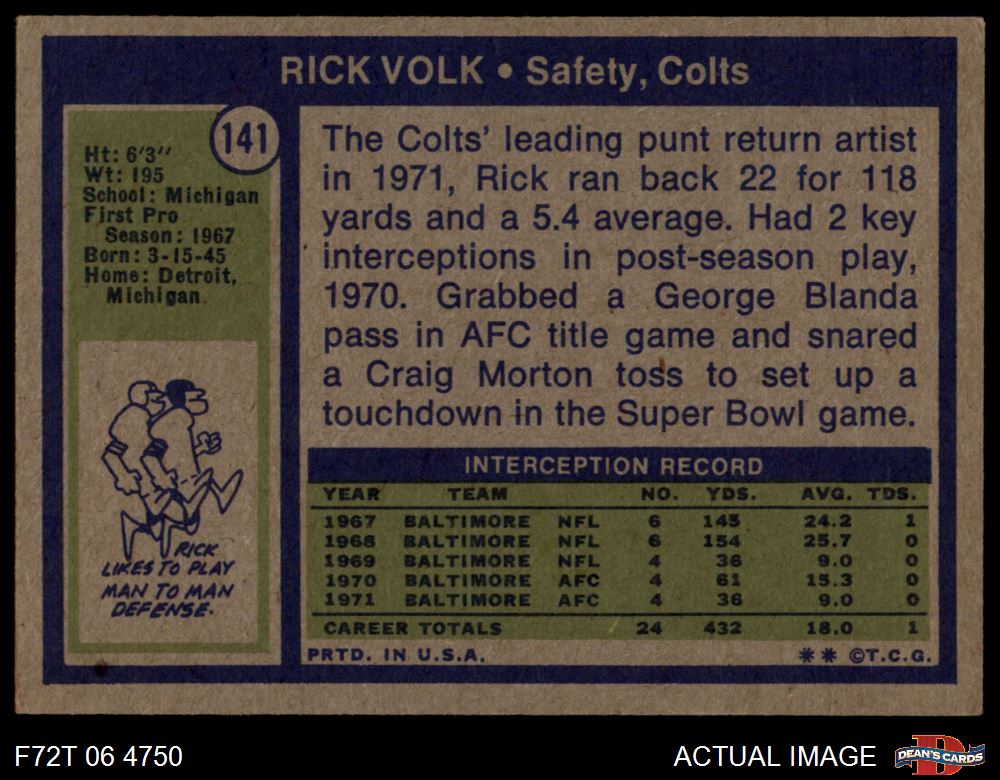 RICK VOLK • Safety, Colts
141
Ht: 6'3"
Wt: 195
School: Michigan
First Pro
Season: 1967
Born: 3-15-45
Home: Detroit,
Michigan
RICK
LIKES TO PLAY
MAN TO MAN
DEFENSE.
The Colts' leading punt return artist
in 1971, Rick ran back 22 for 118
yards and a 5.4 average. Had 2 key
interceptions in post-season play,
1970. Grabbed a George Blanda
pass in AFC title game and snared
a Craig Morton toss to set up a
touchdown in the Super Bowl game.
INTERCEPTION RECORD
YEAR TEAM NO. YDS. AVG. TDS.
1967 BALTIMORE NFL 6 145 24.2 1
1968 BALTIMORE NFL 6 154 25.7 0
1969 BALTIMORE NFL 4 36 9.0 0
1970 BALTIMORE AFC 4 61 15.3 0
1971 BALTIMORE AFC 4 36 9.0 0
CAREER TOTALS 24 432 18.0 1
PRTD. IN U.S.A. ** ©T.C.G.
F72T 06 4750
ACTUAL IMAGE
D
DEAN'S CARDS